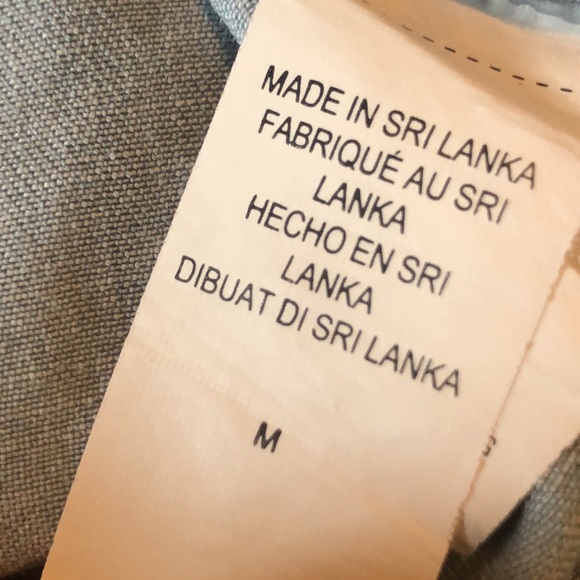 MADE IN SRI LANKA
FABRIQUÉ AU SRI
LANKA
HECHO EN SRI
LANKA
DIBUAT DI SRI LANKA
M